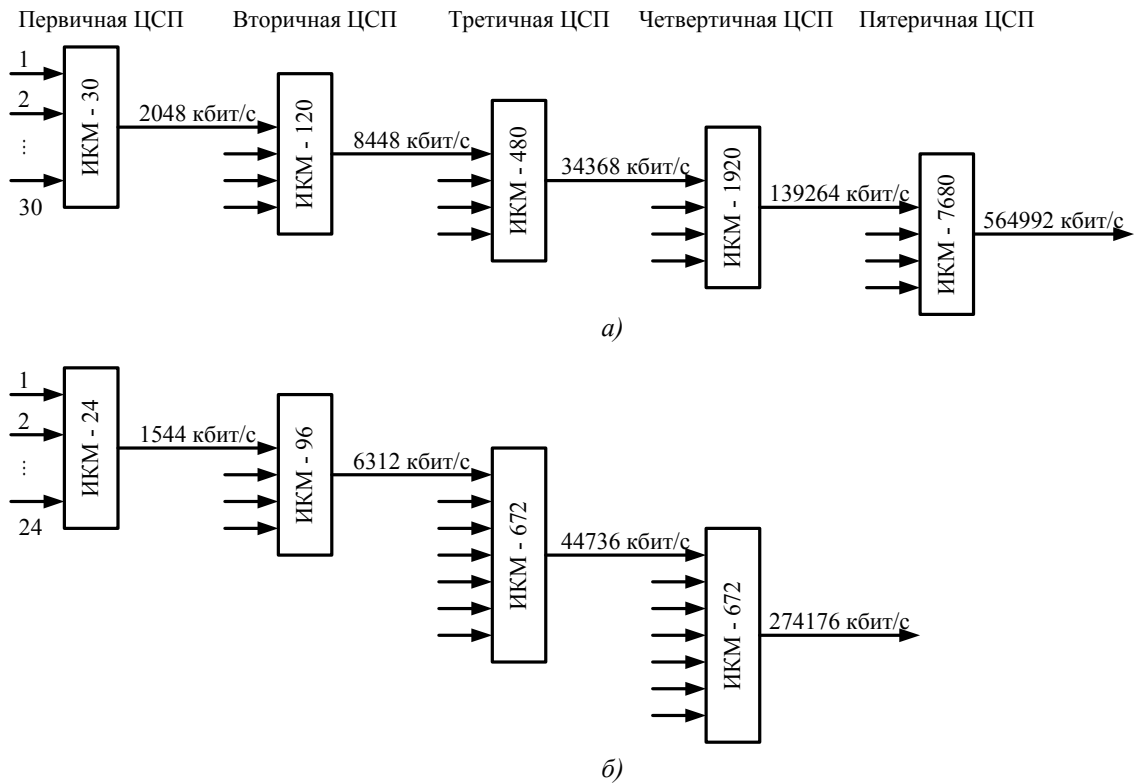 Первичная ЦСП
Вторичная ЦСП
Третичная ЦСП
Четвертичная ЦСП
Пятеричная ЦСП
1
2
...
30
ИКМ - 30
2048 кбит/с
ИКМ - 120
8448 кбит/с
ИКМ - 480
34368 кбит/с
ИКМ - 1920
139264 кбит/с
ИКМ - 7680
564992 кбит/с
а)
1
2
...
24
ИКМ - 24
1544 кбит/с
ИКМ - 96
6312 кбит/с
ИКМ - 672
44736 кбит/с
ИКМ - 672
274176 кбит/с
б)